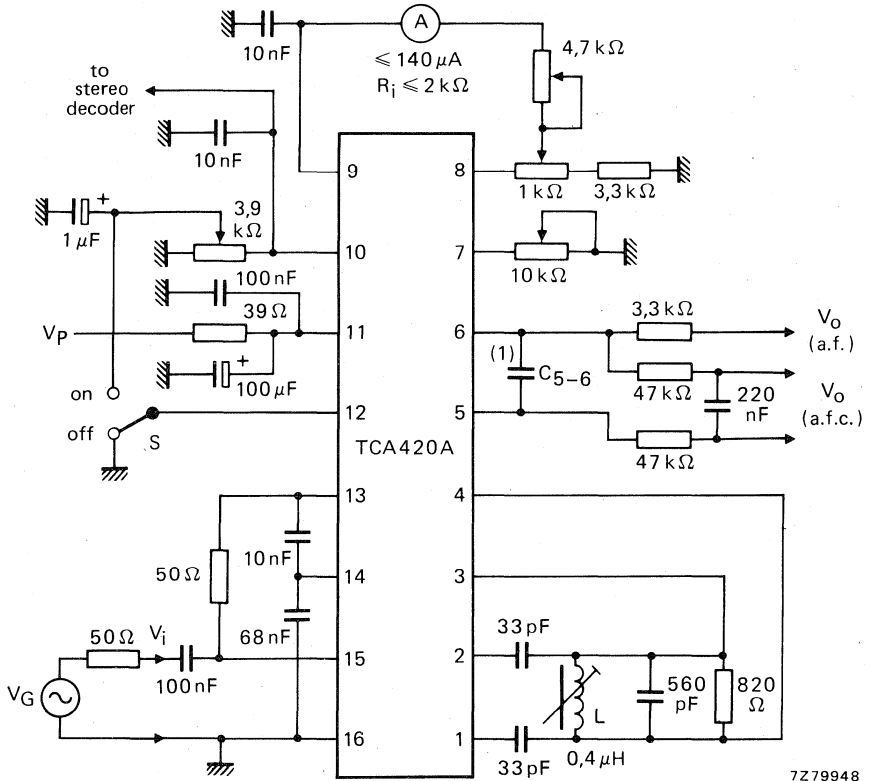 A
10 nF
⩽ 140 μA
Ri ⩽ 2 kΩ
4,7 kΩ
to
stereo
decoder
10 nF
9
8
1 kΩ
3,3 kΩ
+
1 μF
3,9
kΩ
10
7
10 kΩ
100 nF
39 Ω
VP
11
6
3,3 kΩ
Vo
(a.f.)
+
100 μF
(1)
C5–6
47 kΩ
220
nF
Vo
(a.f.c.)
on
off
S
12
5
47 kΩ
TCA420A
13
4
10 nF
50 Ω
14
3
68 nF
33 pF
50 Ω
Vi
100 nF
15
2
VG
560
pF
820
Ω
L
16
1
33 pF
0,4 μH
7Z79948